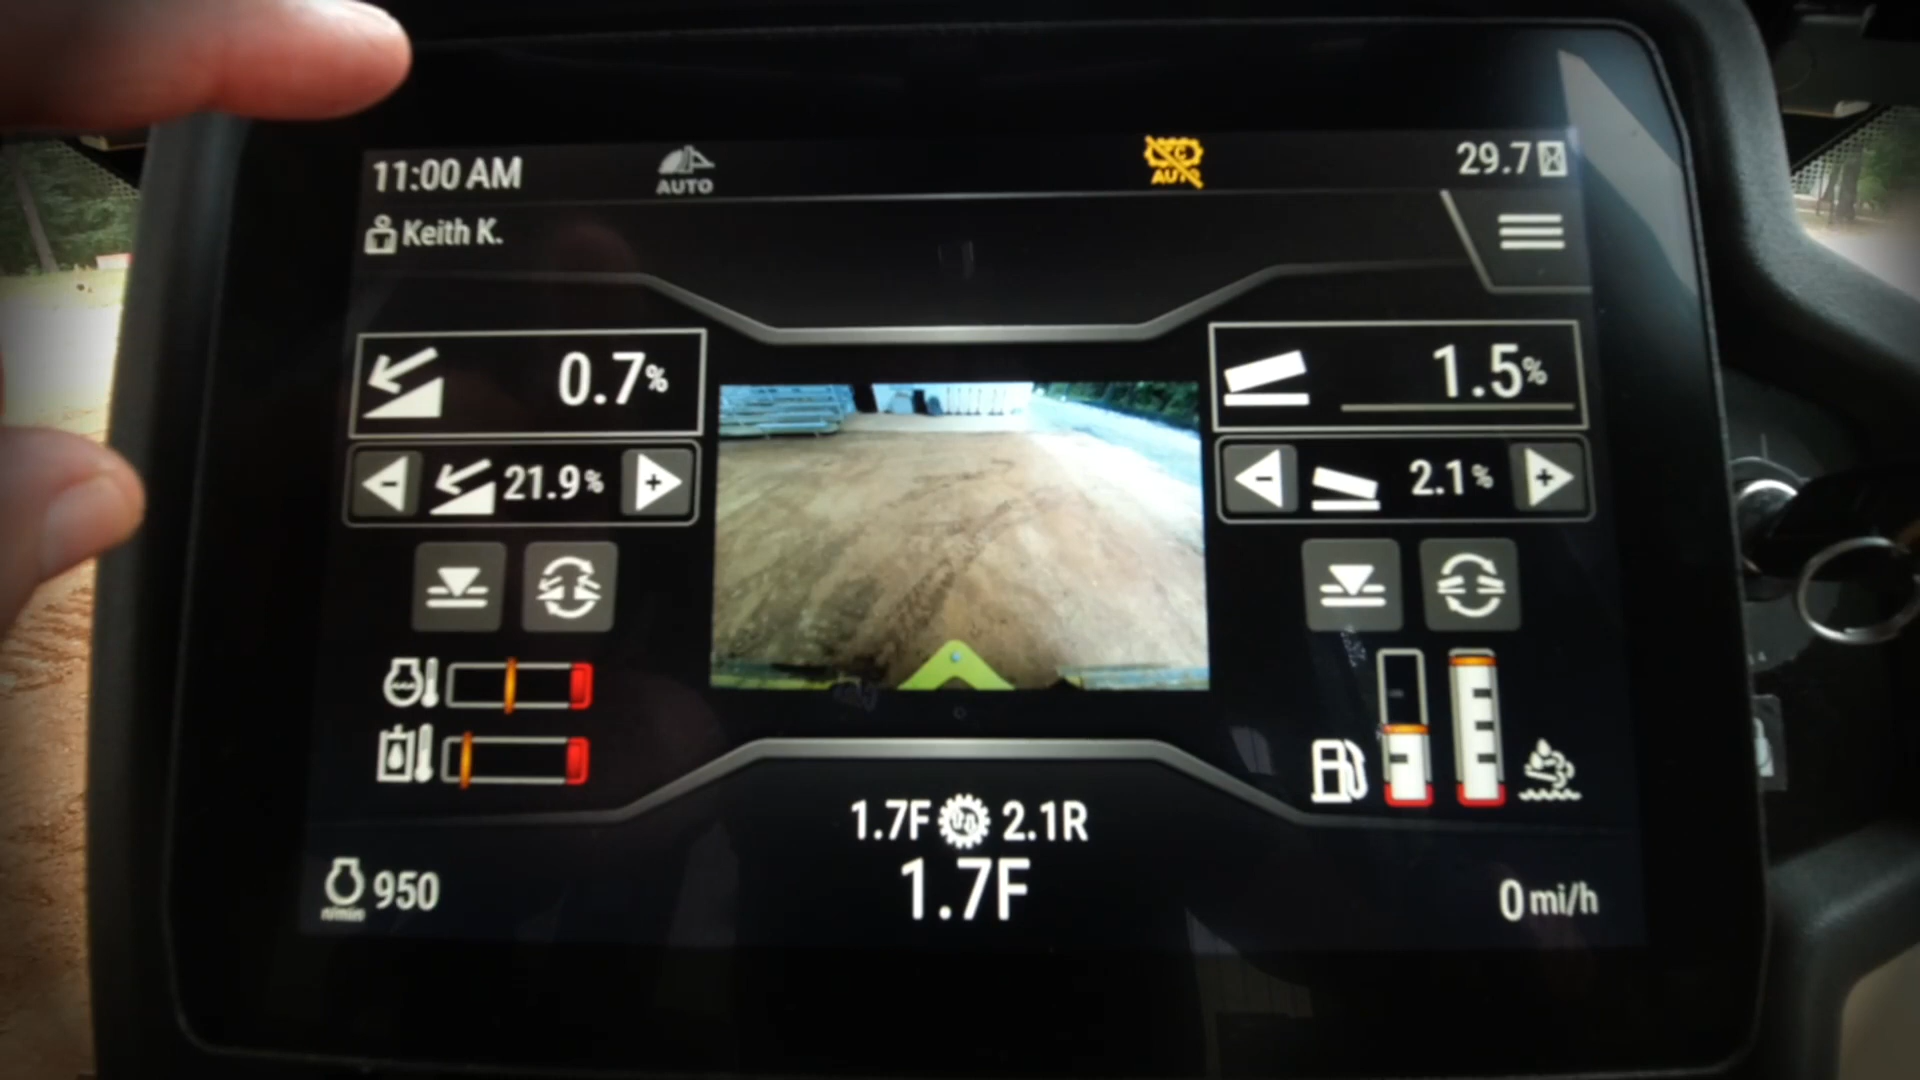 11:00 AM
AUTO
AUTO
29.7
Keith K.
0.7%
1.5%
21.9%
2.1%
1.7F 2.1R
1.7F
n/min 950
0 mi/h